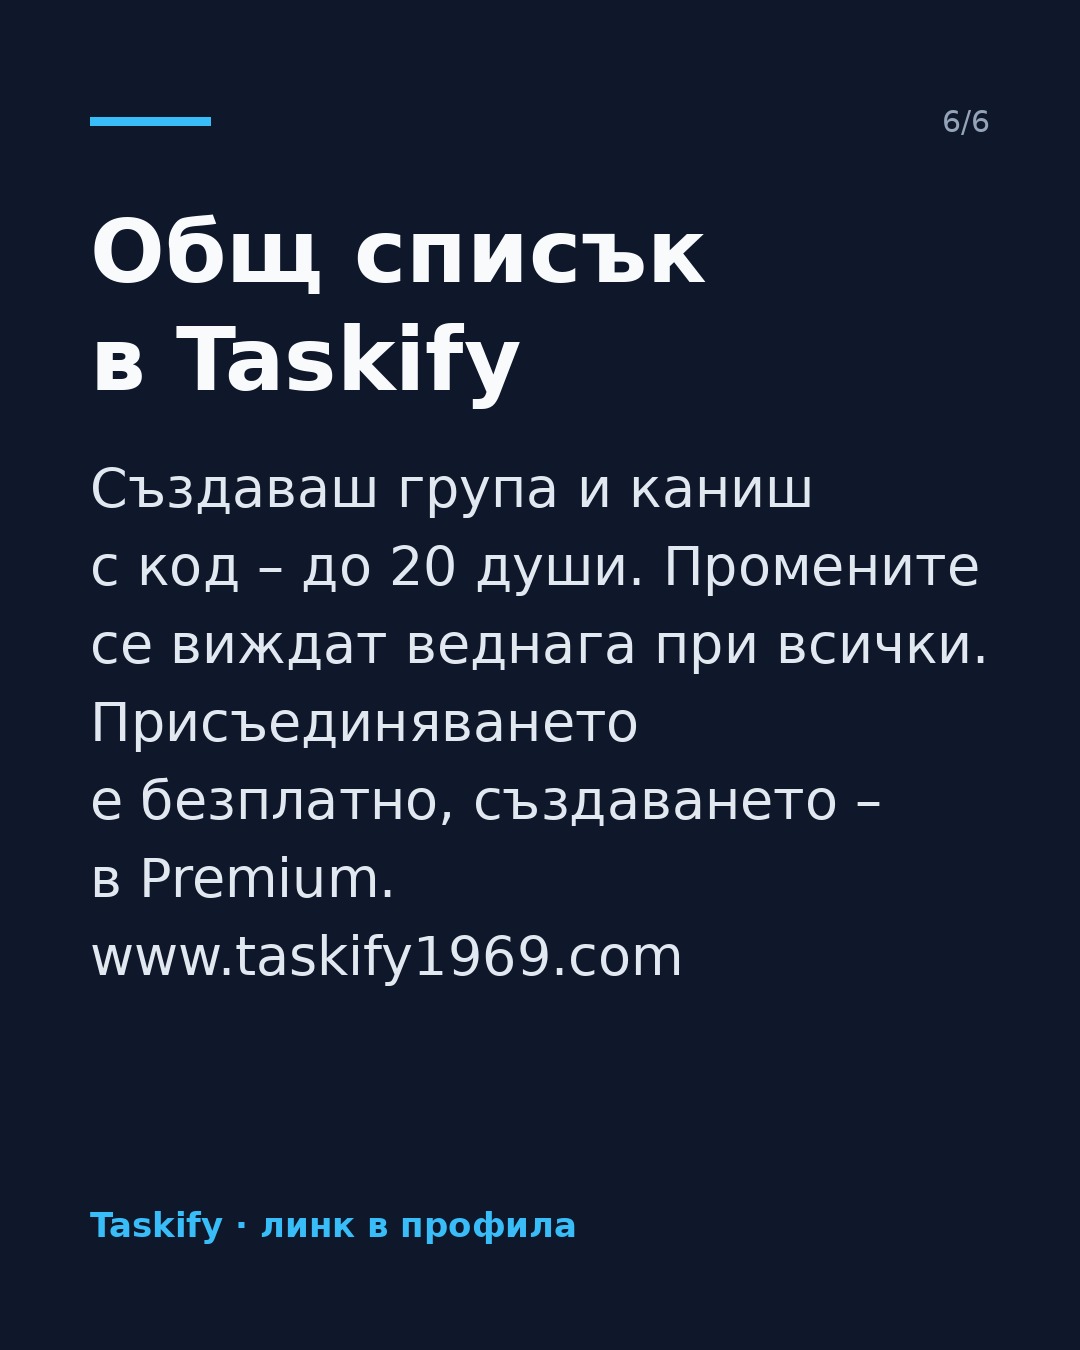 6/6
Общ списък
в Taskify
Създаваш група и каниш
с код – до 20 души. Промените
се виждат веднага при всички.
Присъединяването
е безплатно, създаването –
в Premium.
www.taskify1969.com
Taskify · линк в профила